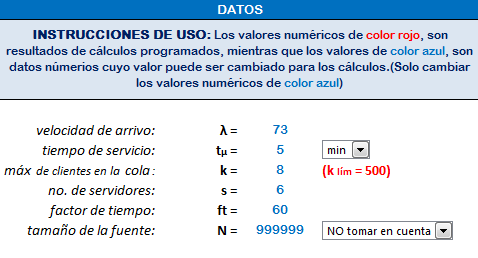 DATOS
INSTRUCCIONES DE USO: Los valores numéricos de color rojo, son
resultados de cálculos programados, mientras que los valores de color azul, son
datos númerios cuyo valor puede ser cambiado para los cálculos.(Solo cambiar
los valores numéricos de color azul)
velocidad de arrivo: λ = 73
tiempo de servicio: tμ = 5 min
máx de clientes en la cola: k = 8 (k lím = 500)
no. de servidores: s = 6
factor de tiempo: ft = 60
tamaño de la fuente: N = 999999 NO tomar en cuenta